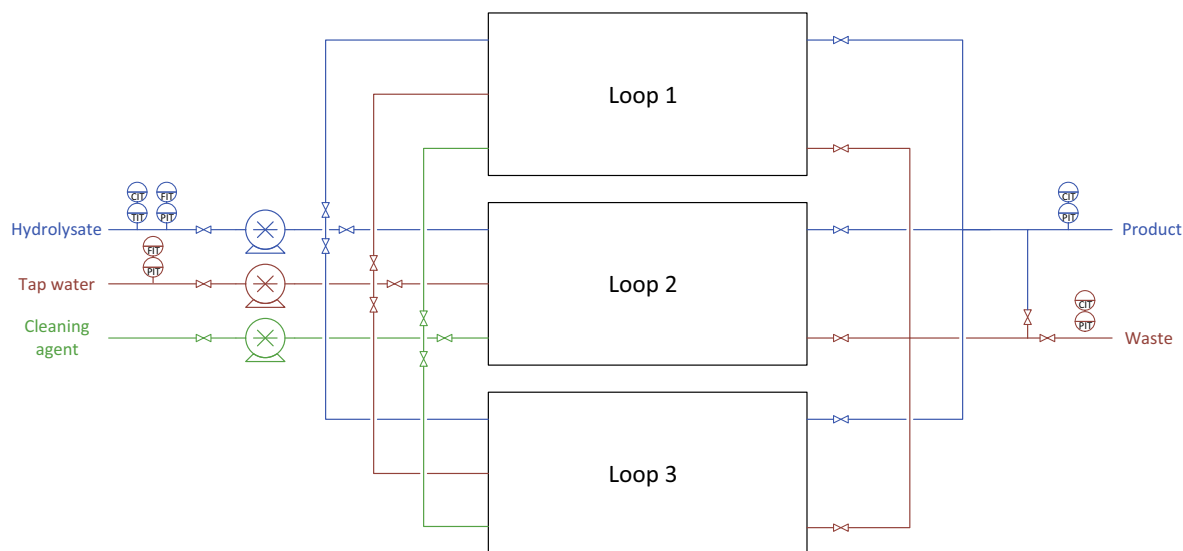 Loop 1
CIT
FIT
TIT
PIT
Hydrolysate
FIT
PIT
Tap water
Cleaning
agent
Loop 2
CIT
PIT
Product
CIT
PIT
Waste
Loop 3